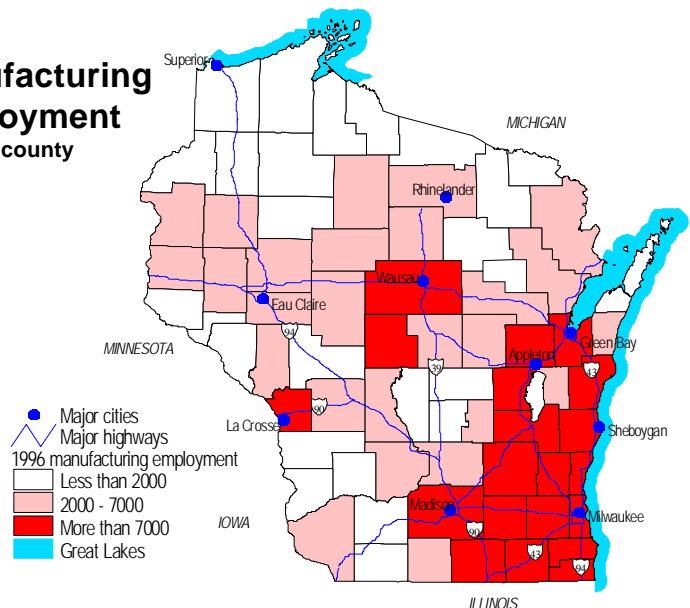 ufacturing
oyment
county
Superior
MICHIGAN
Rhinelander
Wausau
Eau Claire
94
MINNESOTA
Green Bay
Appleton
39
43
90
La Crosse
Sheboygan
Major cities
Major highways
1996 manufacturing employment
Less than 2000
2000 - 7000
More than 7000
Great Lakes
IOWA
Madison
Milwaukee
90
43
94
ILLINOIS